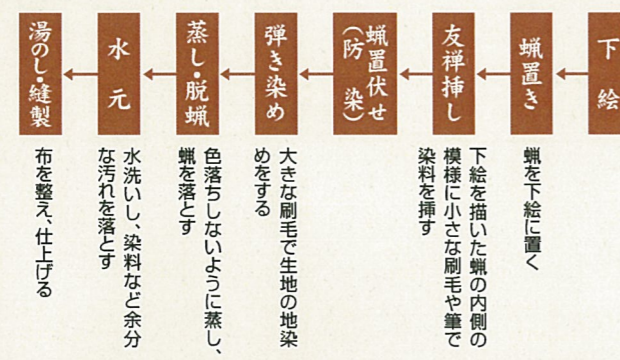 下絵
蝋置き
蝋を下絵に置く
友禅挿し
下絵を描いた蝋の内側の
模様に小さな刷毛や筆で
染料を挿す
蝋置伏せ
(防染)
弾き染め
大きな刷毛で生地の地染
めをする
蒸し・脱蝋
色落ちしないように蒸し、
蝋を落とす
水元
水洗いし、染料など余分
な汚れを落とす
湯のし・縫製
布を整え、仕上げる